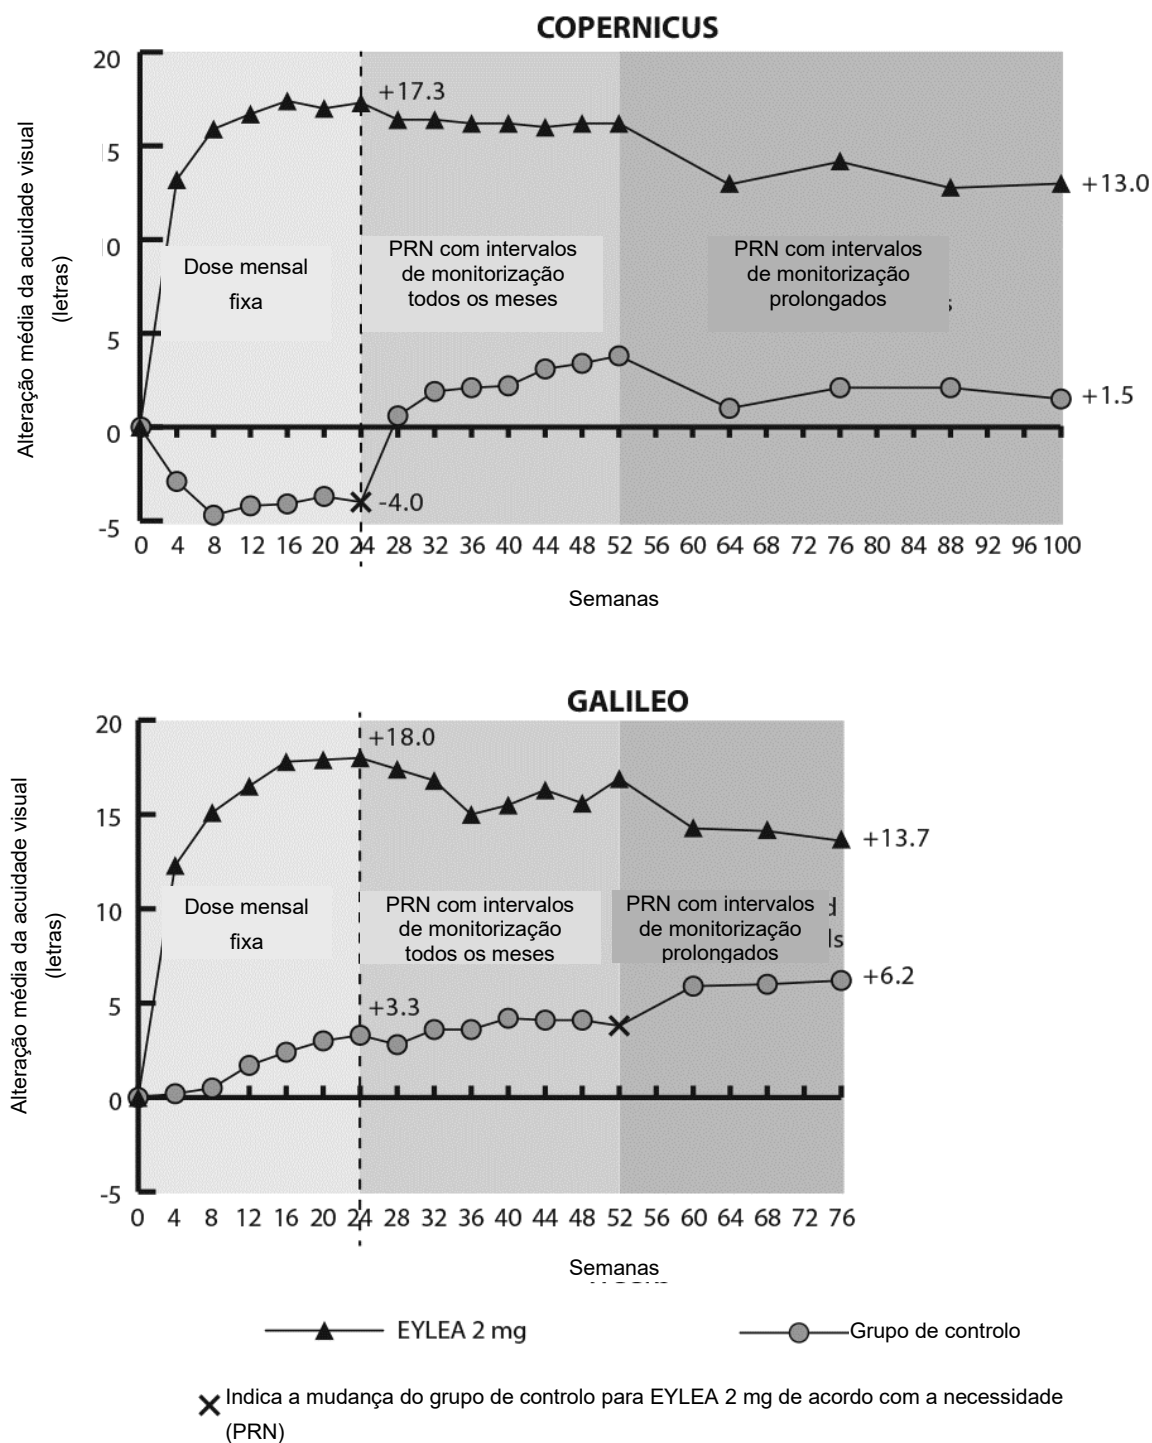 COPERNICUS
20
15
10
5
0
-5
Alteração média da acuidade visual
(letras)
+17.3
+13.0
Dose mensal
fixa
PRN com intervalos
de monitorização
todos os meses
PRN com intervalos
de monitorização
prolongados
s
+1.5
-4.0
0 4 8 12 16 20 24 28 32 36 40 44 48 52 56 60 64 68 72 76 80 84 88 92 96 100
Semanas
GALILEO
20
15
10
5
0
-5
Alteração média da acuidade visual
(letras)
+18.0
+13.7
Dose mensal
fixa
PRN com intervalos
de monitorização
todos os meses
PRN com intervalos
de monitorização
prolongados
d
ls
+3.3
+6.2
0 4 8 12 16 20 24 28 32 36 40 44 48 52 56 60 64 68 72 76
Semanas
EYLEA 2 mg
Grupo de controlo
Indica a mudança do grupo de controlo para EYLEA 2 mg de acordo com a necessidade
(PRN)